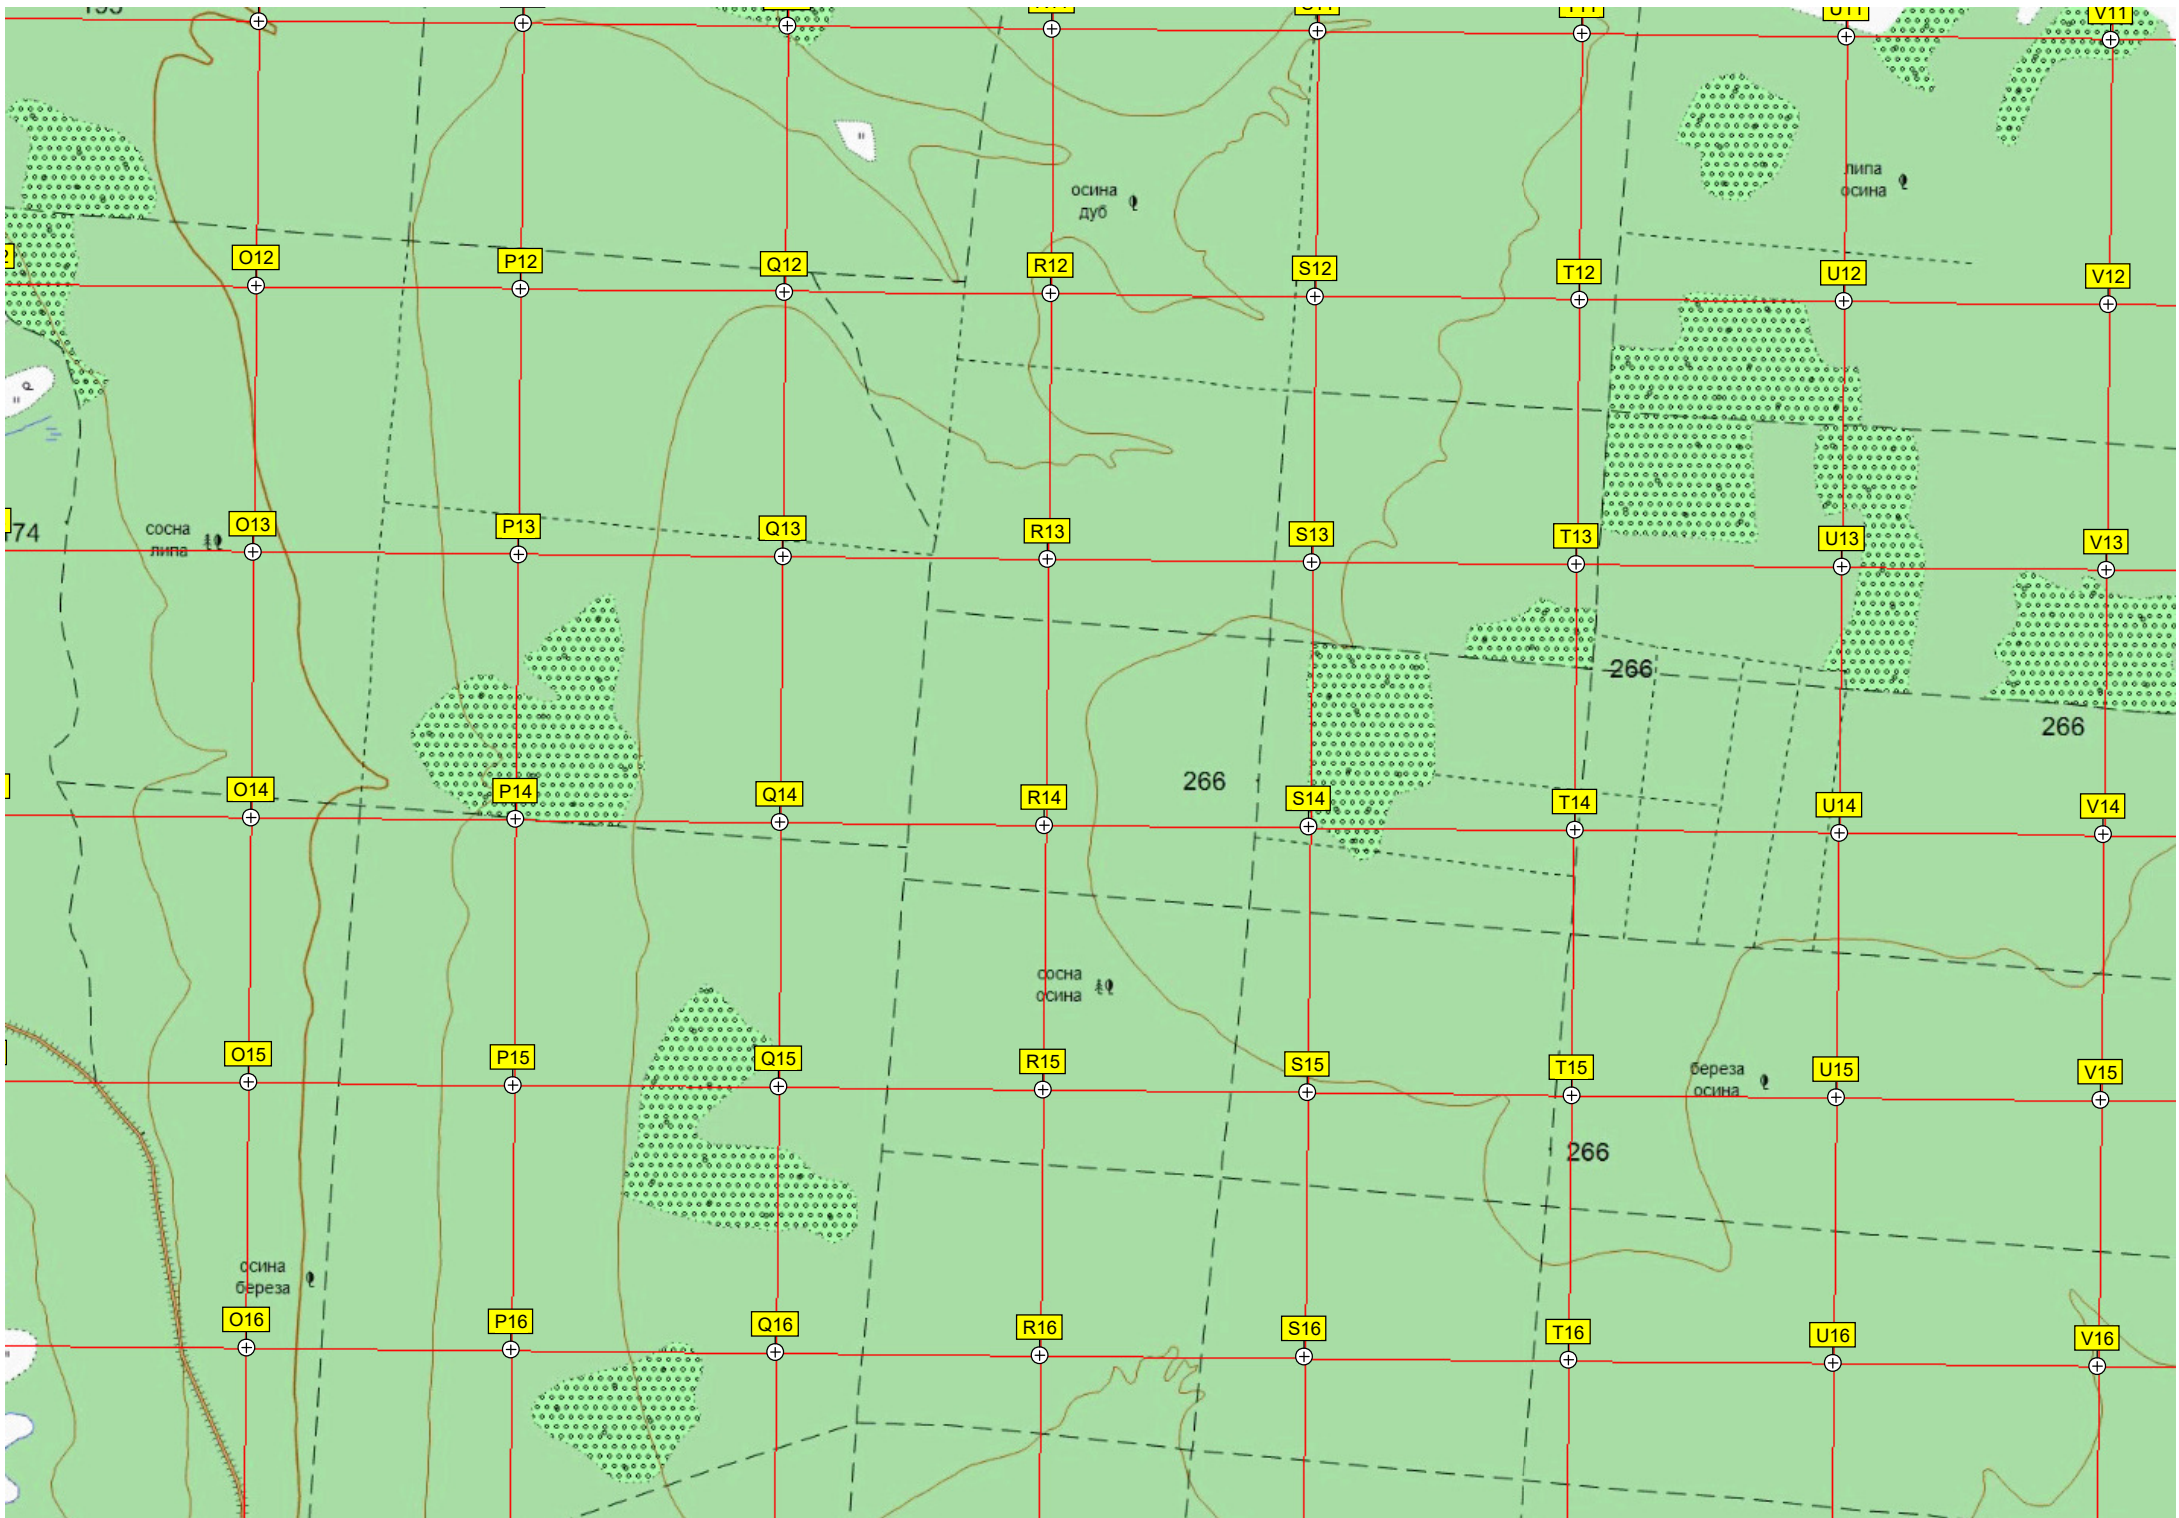 V11
осина
дуб
липа
осина
O12
P12
Q12
R12
S12
T12
U12
V12
сосна
липа
O13
P13
Q13
R13
S13
T13
U13
V13
266
266
266
O14
P14
Q14
R14
S14
T14
U14
V14
сосна
осина
O15
P15
Q15
R15
S15
T15
U15
V15
береза
осина
266
осина
береза
O16
P16
Q16
R16
S16
T16
U16
V16